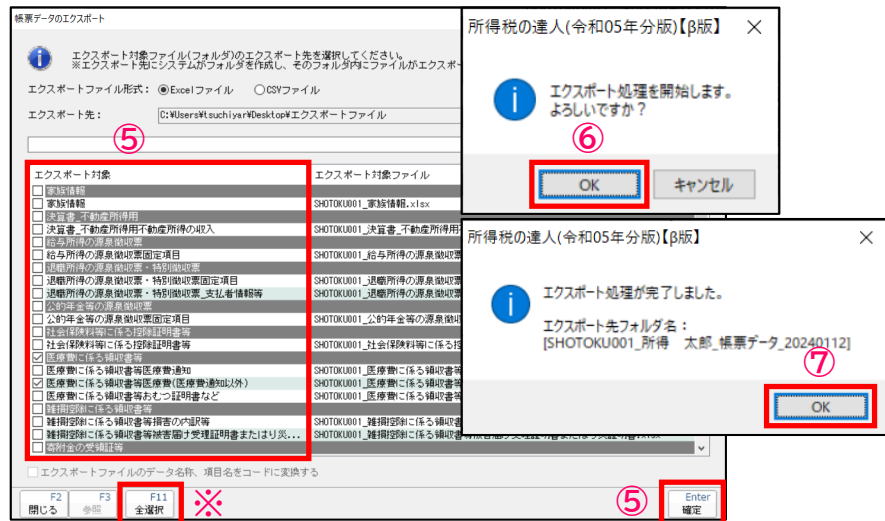 帳票データのエクスポート
エクスポート対象ファイル(フォルダ)のエクスポート先を選択してください。
※エクスポート先にシステムがフォルダを作成し、そのフォルダ内にファイルがエクスポー
エクスポートファイル形式： Excelファイル CSVファイル
エクスポート先： C:¥Users¥tsuchiyar¥Desktop¥エクスポートファイル
⑤
エクスポート対象 エクスポート対象ファイル
家族情報
家族情報 SHOTOKU001_家族情報.xlsx
決算書_不動産所得用
決算書_不動産所得用不動産所得の収入 SHOTOKU001_決算書_不動産所得用
給与所得の源泉徴収票
給与所得の源泉徴収票固定項目 SHOTOKU001_給与所得の源泉徴収票
退職所得の源泉徴収票・特別徴収票
退職所得の源泉徴収票・特別徴収票固定項目 SHOTOKU001_退職所得の源泉徴収票
退職所得の源泉徴収票・特別徴収票_支払者情報等 SHOTOKU001_退職所得の源泉徴収票
公的年金等の源泉徴収票
公的年金等の源泉徴収票固定項目 SHOTOKU001_公的年金等の源泉徴収
社会保険料等に係る控除証明書等
社会保険料等に係る控除証明書等 SHOTOKU001_社会保険料等に係る控
医療費に係る領収書等
医療費に係る領収書等医療費通知 SHOTOKU001_医療費に係る領収書等
医療費に係る領収書等医療費(医療費通知以外) SHOTOKU001_医療費に係る領収書等
医療費に係る領収書等おむつ証明書など SHOTOKU001_医療費に係る領収書等
雑損控除に係る領収書等
雑損控除に係る領収書等損害の内訳等 SHOTOKU001_雑損控除に係る領収書等
雑損控除に係る領収書等被害届け受理証明書またはり災... SHOTOKU001_雑損控除に係る領収書等被害届け受理証明書またはり災証明書.xlsx
寄附金の受領証等
エクスポートファイルのデータ名称、項目名をコードに変換する
F2 閉じる
F3 参照
F11 全選択
※
⑤
Enter 確定
所得税の達人(令和05年分版)【β版】
エクスポート処理を開始します。
よろしいですか？
⑥
OK キャンセル
所得税の達人(令和05年分版)【β版】
エクスポート処理が完了しました。
エクスポート先フォルダ名：
[SHOTOKU001_所得　太郎_帳票データ_20240112]
⑦
OK